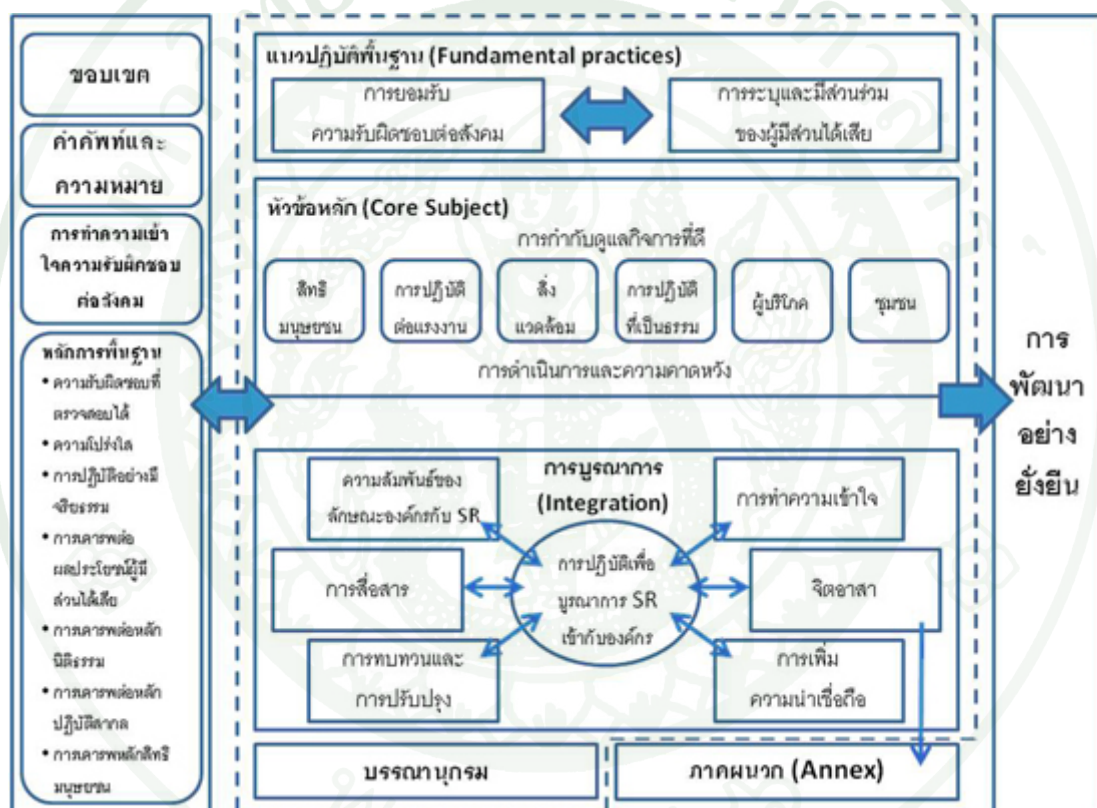 ขอบเขต
คำศัพท์และ
ความหมาย
การทำความเข้า
ใจความรับผิดชอบ
ต่อสังคม
หลักการพื้นฐาน
• ความรับผิดชอบที่
ตรวจสอบได้
• ความโปร่งใส
• การปฏิบัติอย่างมี
จริยธรรม
• การเคารพต่อ
ผลประโยชน์ผู้มี
ส่วนได้เสีย
• การเคารพต่อหลัก
นิติธรรม
• การเคารพต่อหลัก
ปฏิบัติสากล
• การเคารพหลักสิทธิ
มนุษยชน
แนวปฏิบัติพื้นฐาน (Fundamental practices)
การยอมรับ
ความรับผิดชอบต่อสังคม
การระบุและมีส่วนร่วม
ของผู้มีส่วนได้เสีย
หัวข้อหลัก (Core Subject)
การกำกับดูแลกิจการที่ดี
สิทธิ
มนุษยชน
การปฏิบัติ
ต่อแรงงาน
สิ่ง
แวดล้อม
การปฏิบัติ
ที่เป็นธรรม
ผู้บริโภค
ชุมชน
การดำเนินการและความคาดหวัง
การบูรณาการ
(Integration)
ความสัมพันธ์ของ
ลักษณะองค์กรกับ SR
การทำความเข้าใจ
การสื่อสาร
การปฏิบัติเพื่อ
บูรณาการ SR
เข้ากับองค์กร
จิตอาสา
การทบทวนและ
การปรับปรุง
การเพิ่ม
ความน่าเชื่อถือ
บรรณานุกรม
ภาคผนวก (Annex)
การ
พัฒนา
อย่าง
ยั่งยืน